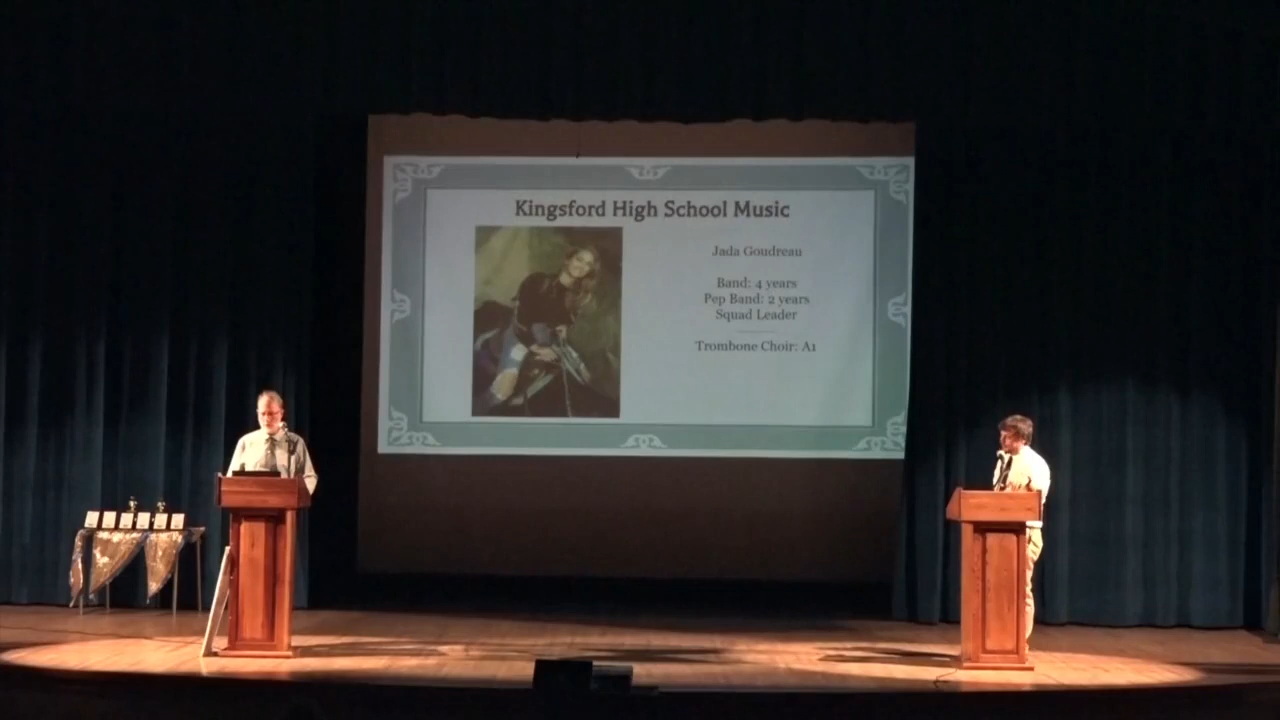 Kingsford High School Music
Jada Goudreau
Band: 4 years
Pep Band: 2 years
Squad Leader
Trombone Choir: A1